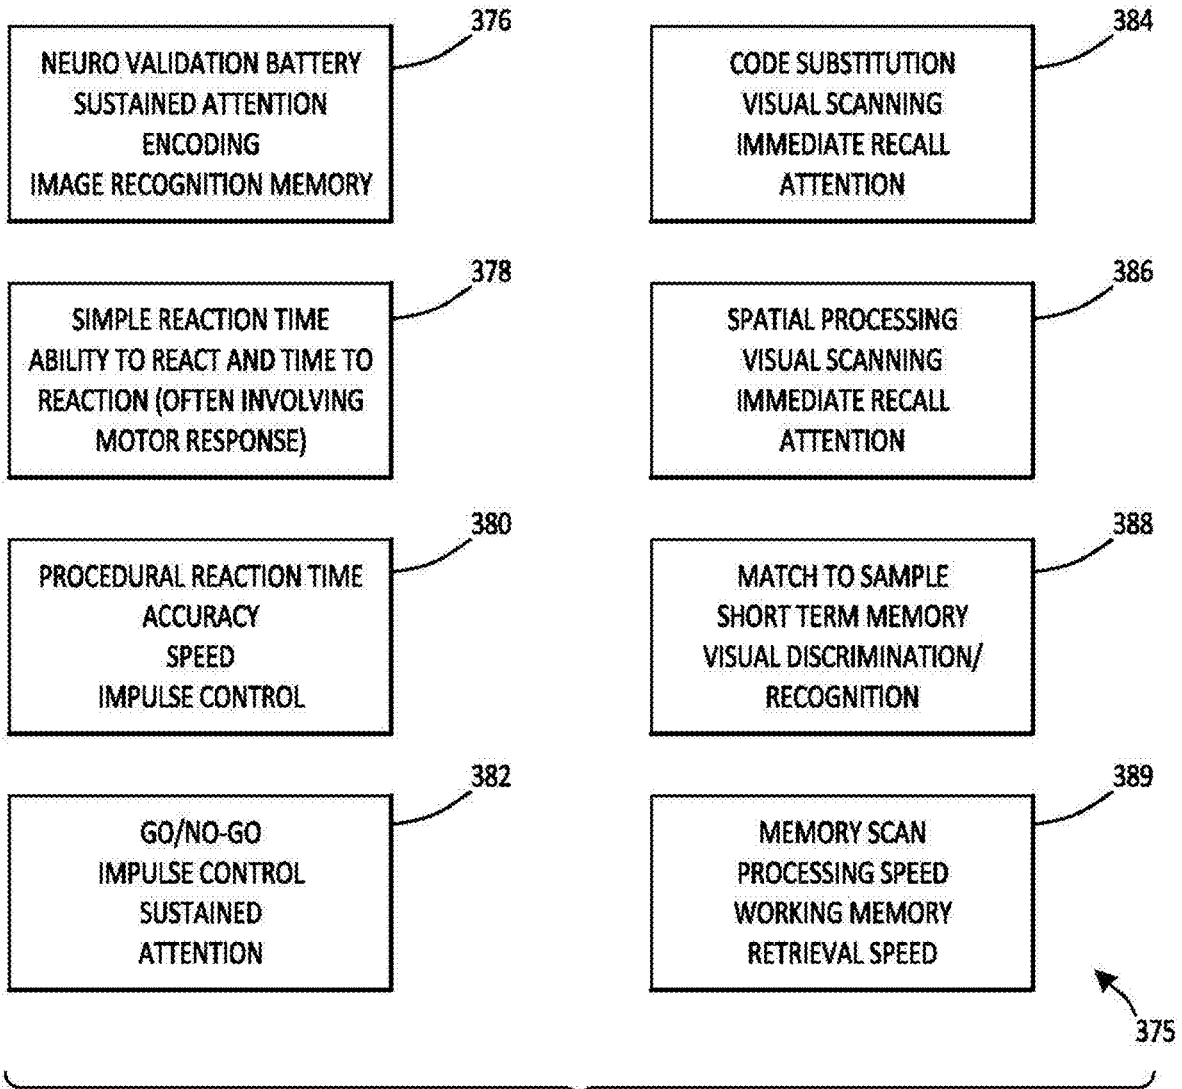 376
NEURO VALIDATION BATTERY
SUSTAINED ATTENTION
ENCODING
IMAGE RECOGNITION MEMORY
384
CODE SUBSTITUTION
VISUAL SCANNING
IMMEDIATE RECALL
ATTENTION
378
SIMPLE REACTION TIME
ABILITY TO REACT AND TIME TO
REACTION (OFTEN INVOLVING
MOTOR RESPONSE)
386
SPATIAL PROCESSING
VISUAL SCANNING
IMMEDIATE RECALL
ATTENTION
380
PROCEDURAL REACTION TIME
ACCURACY
SPEED
IMPULSE CONTROL
388
MATCH TO SAMPLE
SHORT TERM MEMORY
VISUAL DISCRIMINATION/
RECOGNITION
382
GO/NO-GO
IMPULSE CONTROL
SUSTAINED
ATTENTION
389
MEMORY SCAN
PROCESSING SPEED
WORKING MEMORY
RETRIEVAL SPEED
375